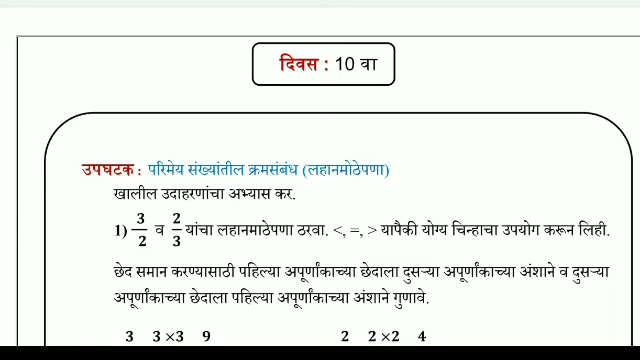 दिवस : 10 वा
उपघटक : परिमेय संख्यांतील क्रमसंबंध (लहानमोठेपणा)
खालील उदाहरणांचा अभ्यास कर.
1) 3/2 व 2/3 यांचा लहानमाठेपणा ठरवा. <, =, > यापैकी योग्य चिन्हाचा उपयोग करून लिही.
छेद समान करण्यासाठी पहिल्या अपूर्णांकाच्या छेदाला दुसऱ्या अपूर्णांकाच्या अंशाने व दुसऱ्या
अपूर्णांकाच्या छेदाला पहिल्या अपूर्णांकाच्या अंशाने गुणावे.
3 3 ×3 9 2 2 ×2 4